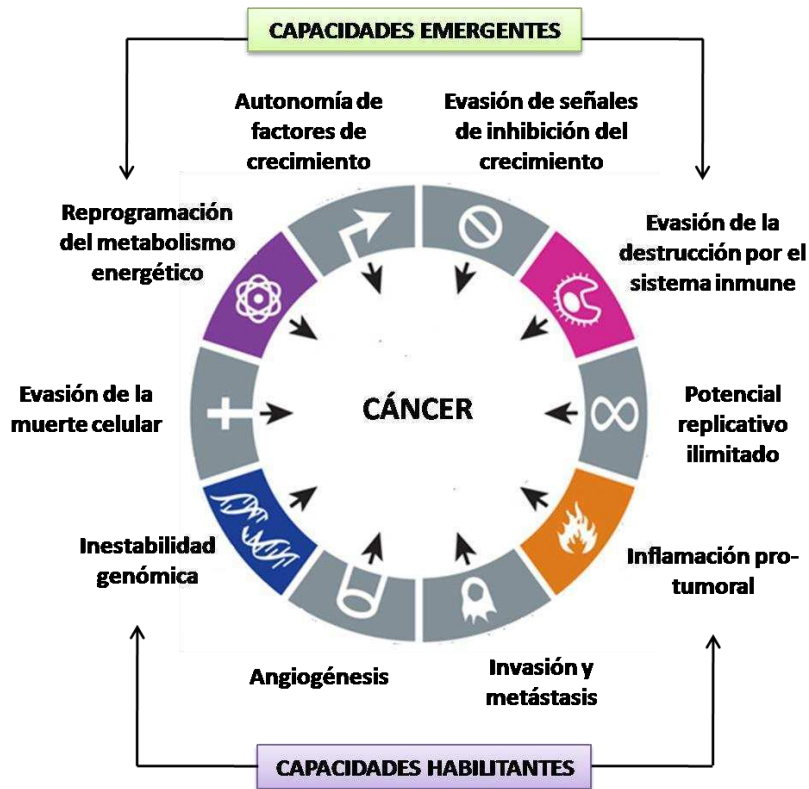 CAPACIDADES EMERGENTES
Autonomía de
factores de
crecimiento
Evasión de señales
de inhibición del
crecimiento
Reprogramación
del metabolismo
energético
Evasión de la
destrucción por el
sistema inmune
Evasión de la
muerte celular
CÁNCER
Potencial
replicativo
ilimitado
Inestabilidad
genómica
Inflamación pro-
tumoral
Angiogénesis
Invasión y
metástasis
CAPACIDADES HABILITANTES